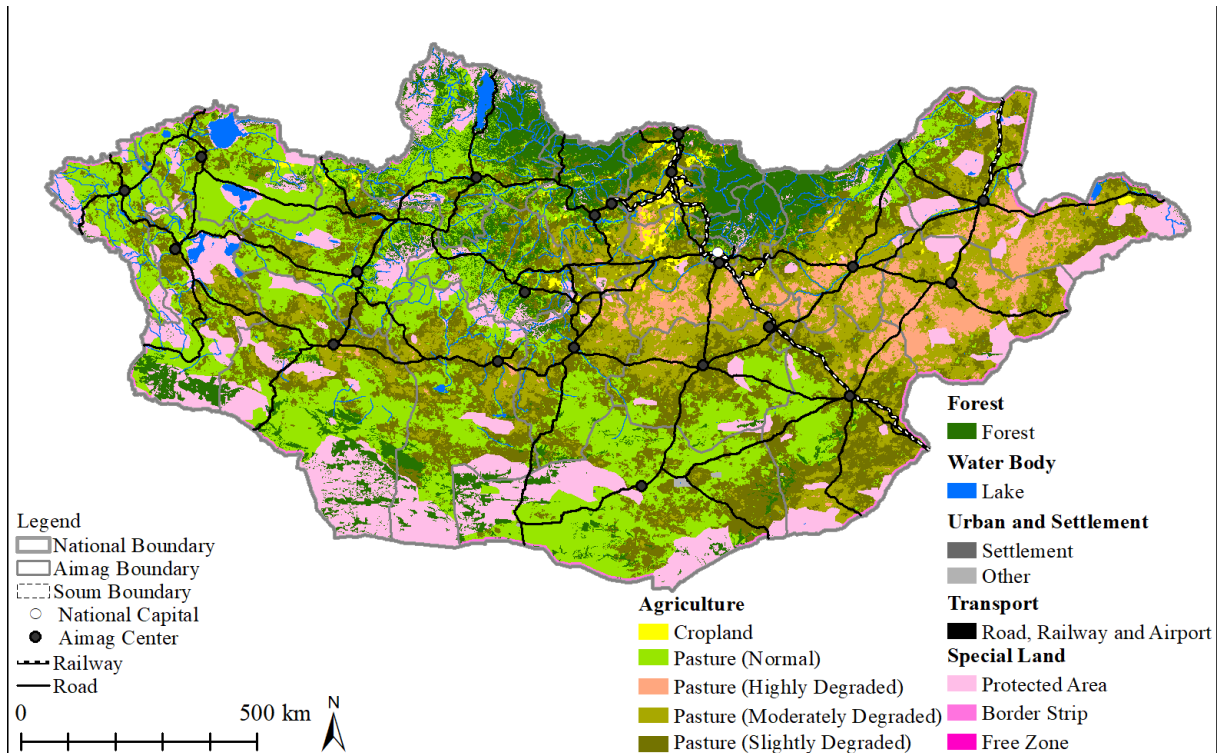 Legend
National Boundary
Aimag Boundary
Soum Boundary
National Capital
Aimag Center
Railway
Road
0 500 km
N
Agriculture
Cropland
Pasture (Normal)
Pasture (Highly Degraded)
Pasture (Moderately Degraded)
Pasture (Slightly Degraded)
Forest
Forest
Water Body
Lake
Urban and Settlement
Settlement
Other
Transport
Road, Railway and Airport
Special Land
Protected Area
Border Strip
Free Zone